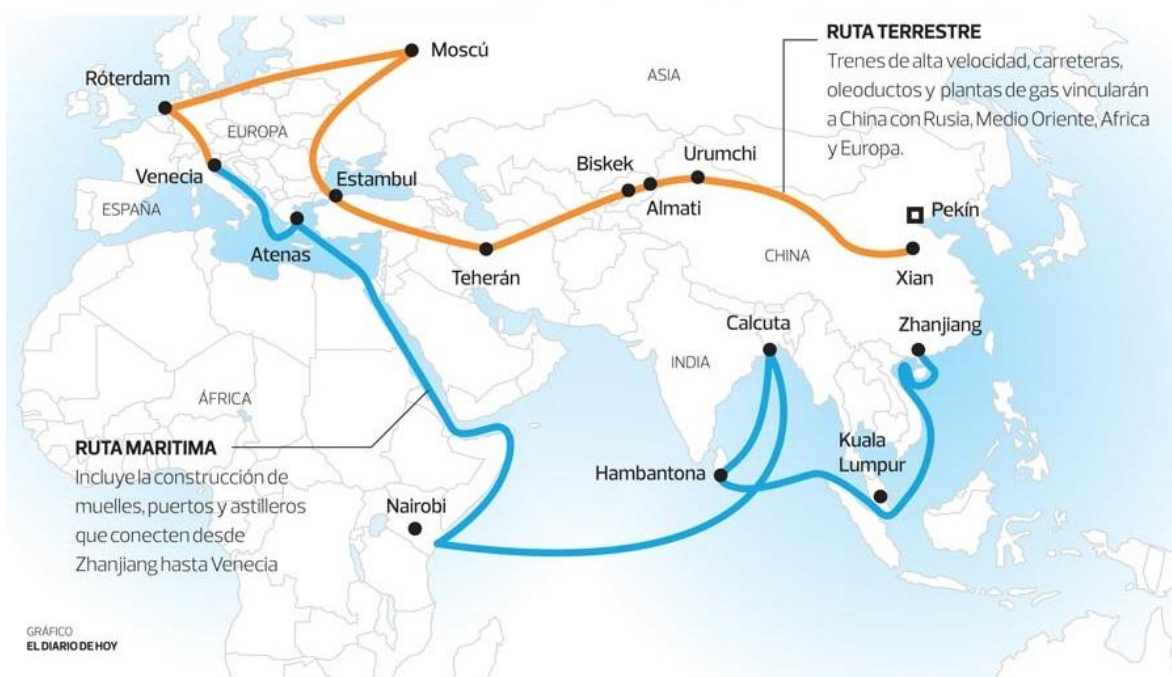 RUTA TERRESTRE
Trenes de alta velocidad, carreteras,
oleoductos y plantas de gas vincularán
a China con Rusia, Medio Oriente, Africa
y Europa.
Moscú
ASIA
Róterdam
EUROPA
Biskek
Urumchi
Venecia
Estambul
Almati
ESPAÑA
Pekín
Atenas
Teherán
CHINA
Xian
Calcuta
Zhanjiang
INDIA
ÁFRICA
RUTA MARITIMA
Incluye la construcción de
muelles, puertos y astilleros
que conecten desde
Zhanjiang hasta Venecia
Kuala
Lumpur
Hambantona
Nairobi
GRÁFICO
EL DIARIO DE HOY